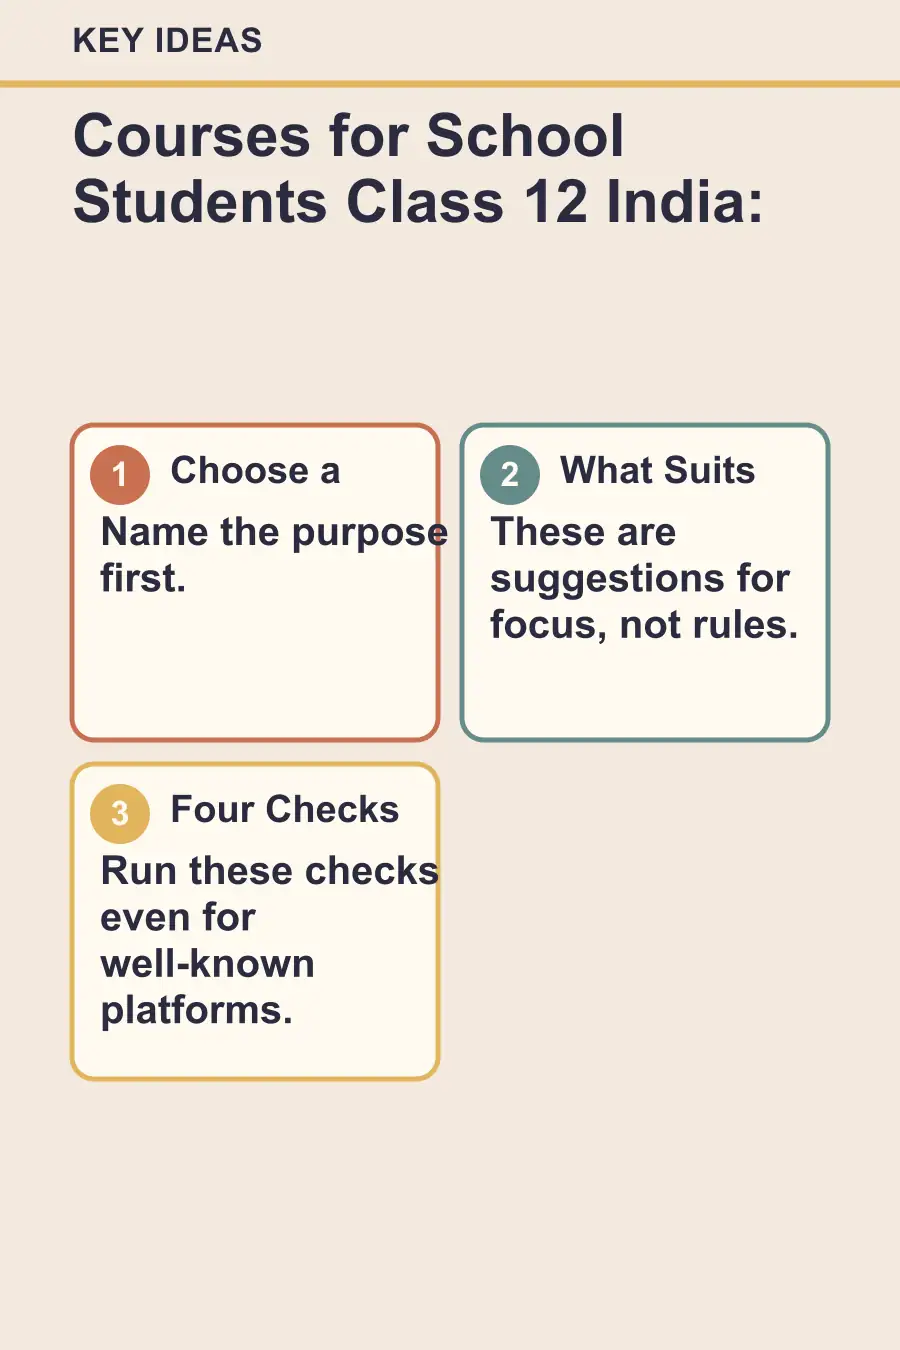 KEY IDEAS
Courses for School
Students Class 12 India:
1 Choose a
Name the purpose
first.
2 What Suits
These are
suggestions for
focus, not rules.
3 Four Checks
Run these checks
even for
well-known
platforms.